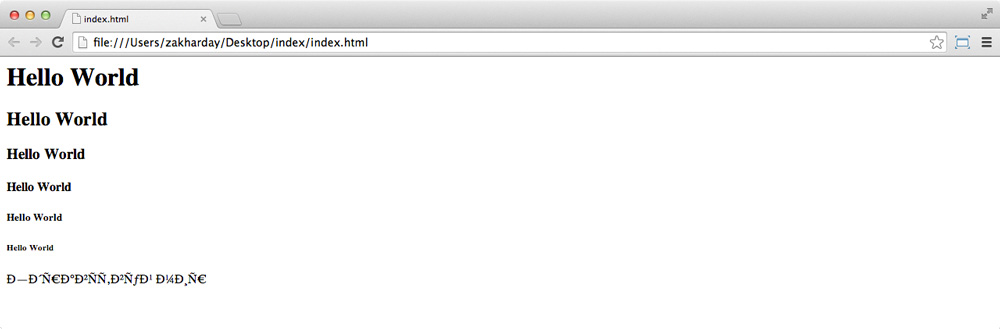 index.html
file:///Users/zakharday/Desktop/index/index.html
Hello World
Hello World
Hello World
Hello World
Hello World
Hello World
Ð—Ð´Ñ€Ð°Ð²ÑÑ‚Ð²ÑƒÐ¹ Ð¼Ð¸Ñ€